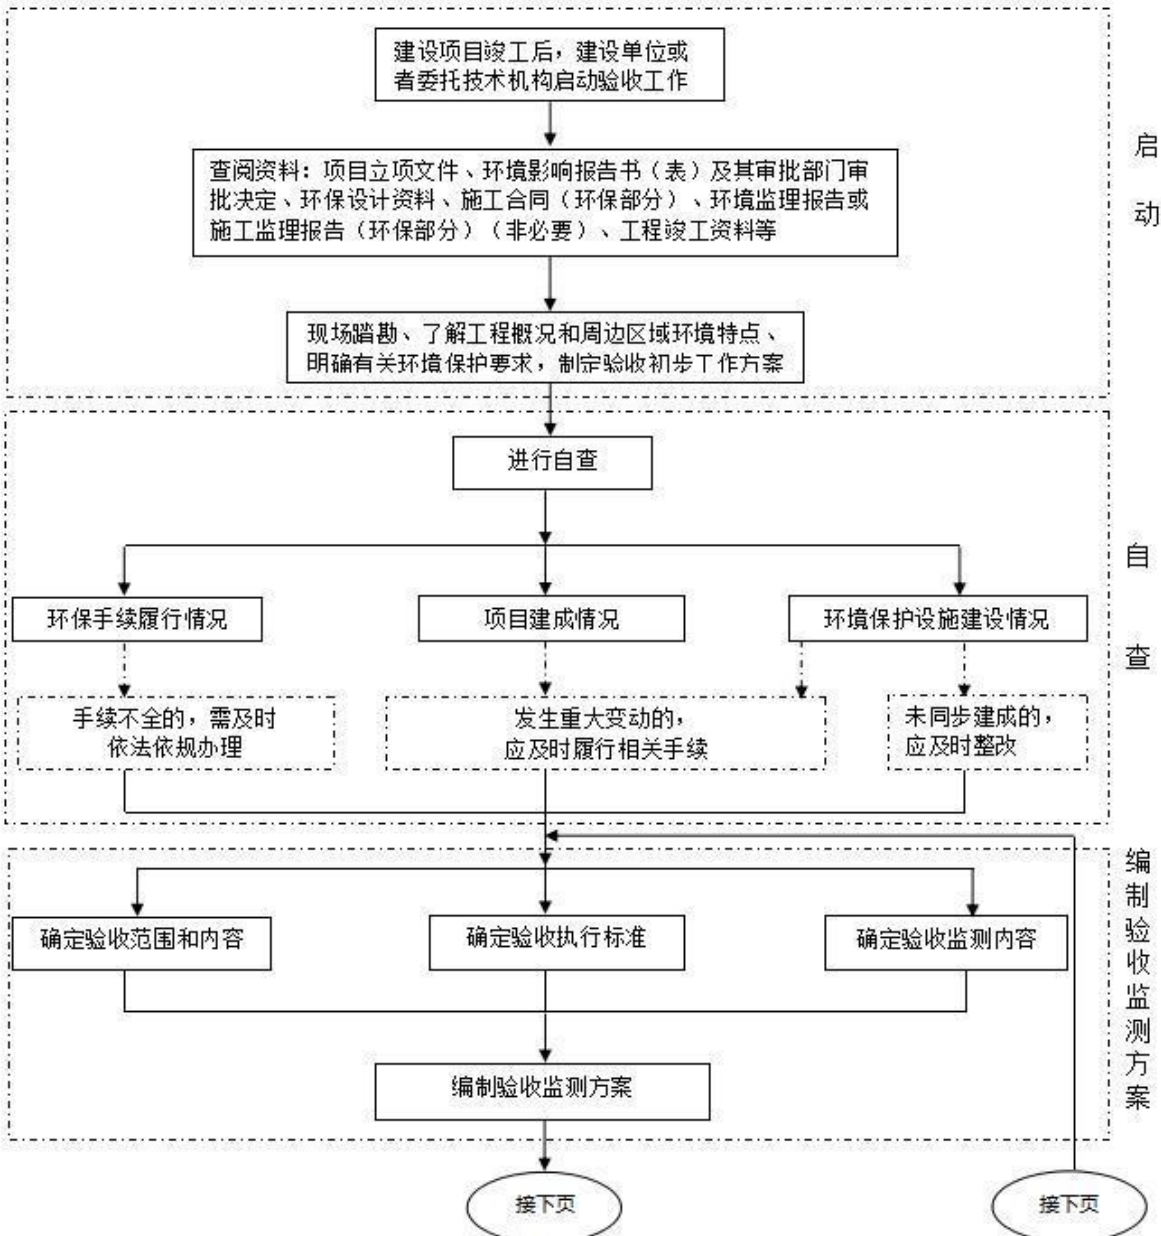 建设项目竣工后，建设单位或
者委托技术机构启动验收工作
启
动
查阅资料：项目立项文件、环境影响报告书（表）及其审批部门审
批决定、环保设计资料、施工合同（环保部分）、环境监理报告或
施工监理报告（环保部分）（非必要）、工程竣工资料等
现场踏勘、了解工程概况和周边区域环境特点、
明确有关环境保护要求，制定验收初步工作方案
进行自查
自
查
环保手续履行情况
项目建成情况
环境保护设施建设情况
手续不全的，需及时
依法依规办理
发生重大变动的，
应及时履行相关手续
未同步建成的，
应及时整改
编
制
验
收
监
测
方
案
确定验收范围和内容
确定验收执行标准
确定验收监测内容
编制验收监测方案
接下页
接下页